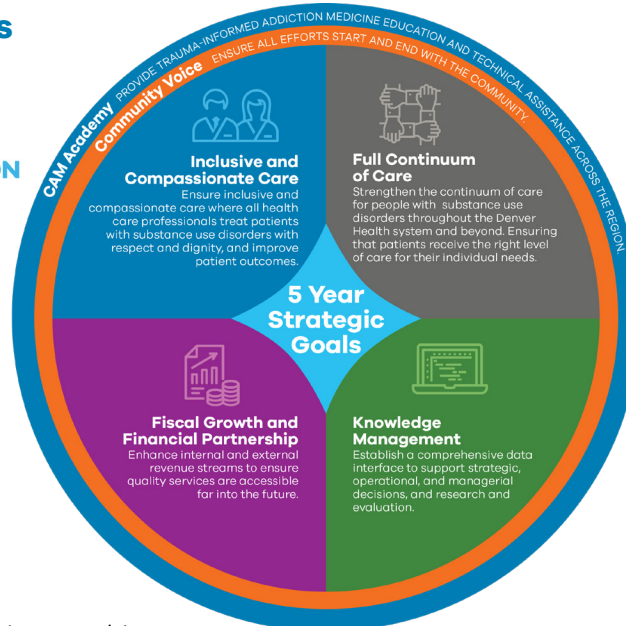 s
ON
CAM Academy PROVIDE TRAUMA-INFORMED ADDICTION MEDICINE EDUCATION AND TECHNICAL ASSISTANCE ACROSS THE REGION.
Community Voice ENSURE ALL EFFORTS START AND END WITH THE COMMUNITY.
Inclusive and
Compassionate Care
Ensure inclusive and
compassionate care where all health
care professionals treat patients
with substance use disorders with
respect and dignity, and improve
patient outcomes.
Full Continuum
of Care
Strengthen the continuum of care
for people with substance use
disorders throughout the Denver
Health system and beyond. Ensuring
that patients receive the right level
of care for their individual needs.
5 Year
Strategic
Goals
Fiscal Growth and
Financial Partnership
Enhance internal and external
revenue streams to ensure
quality services are accessible
far into the future.
Knowledge
Management
Establish a comprehensive data
interface to support strategic,
operational, and managerial
decisions, and research and
evaluation.